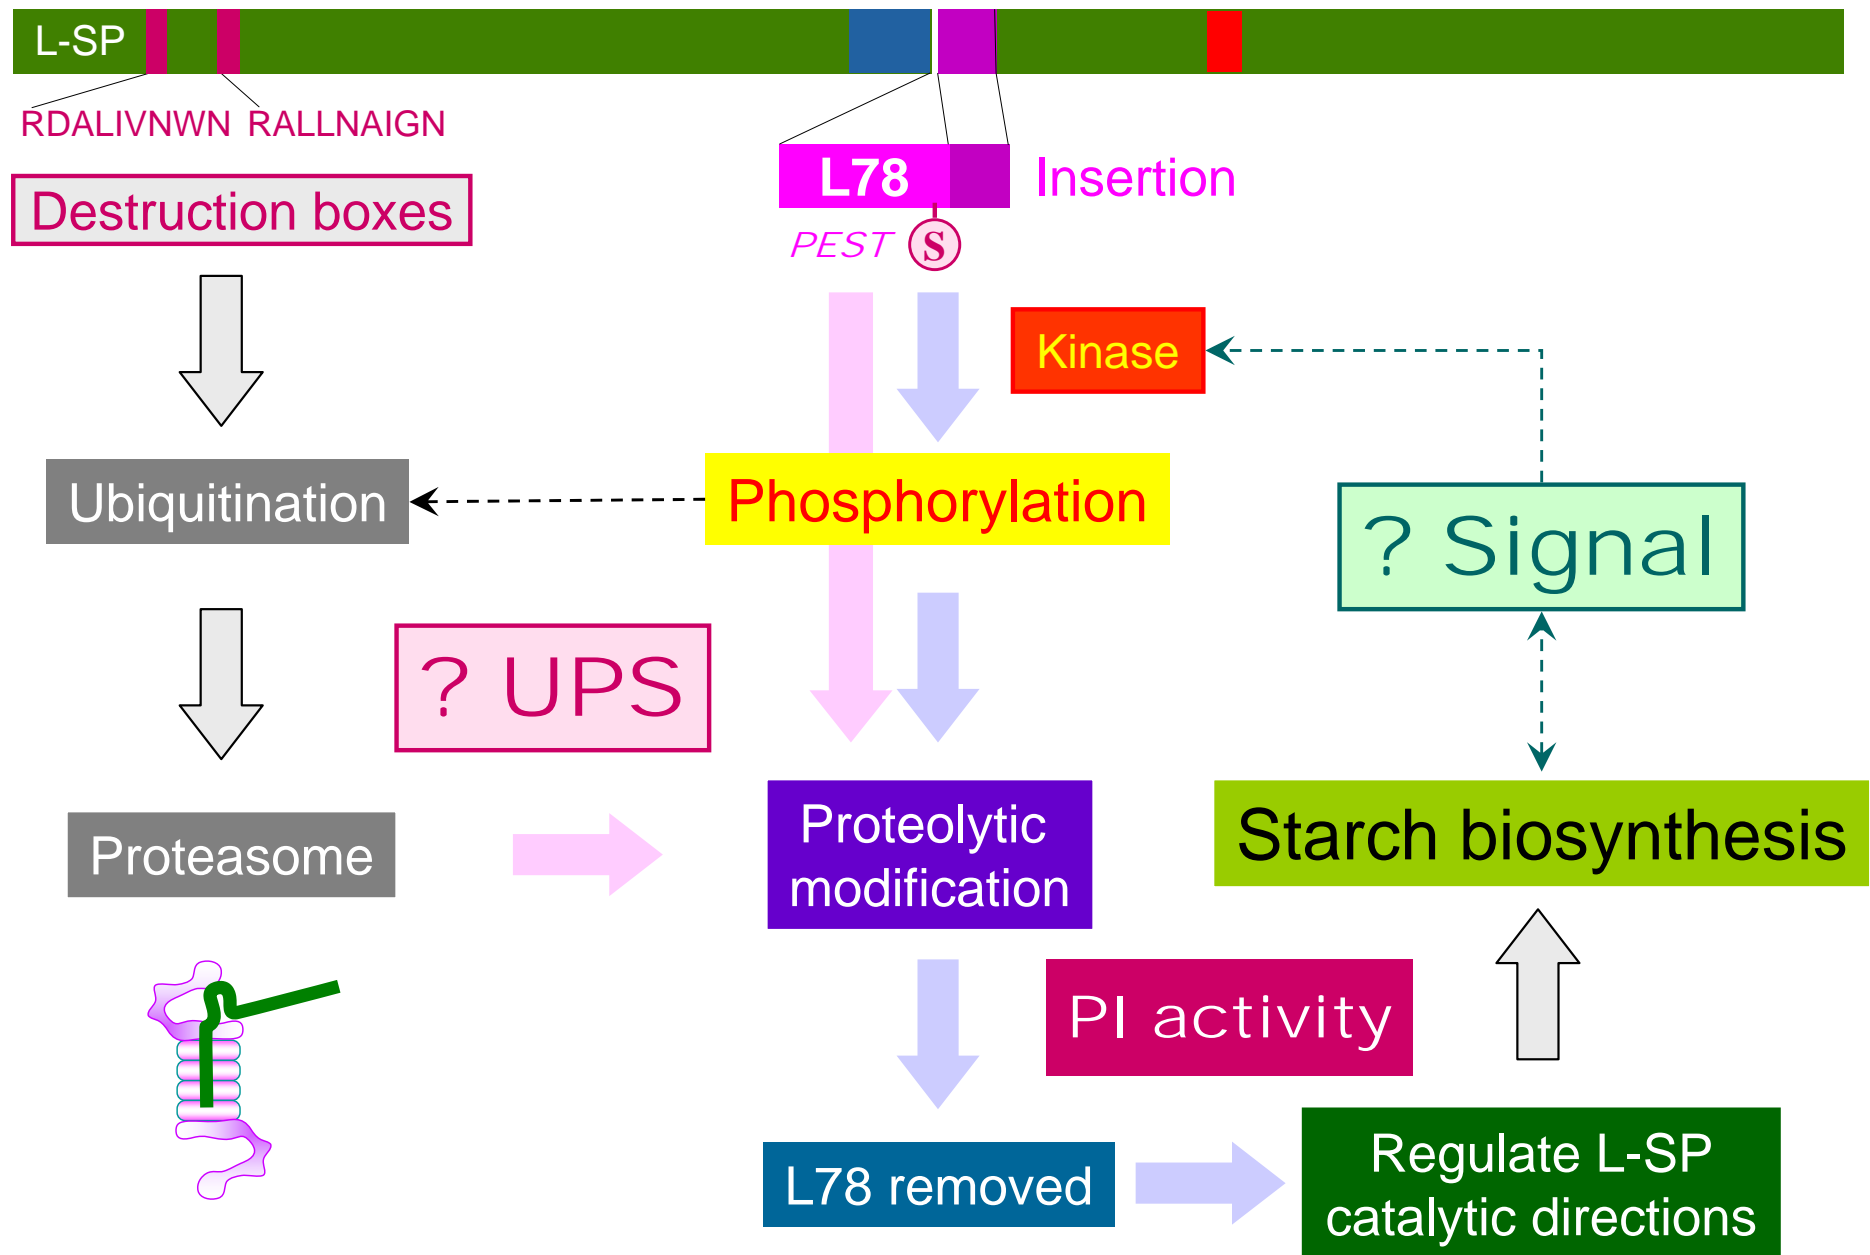 L-SP
RDALIVNWN RALLNAIGN
L78 Insertion
Destruction boxes
PEST S
Kinase
Ubiquitination
Phosphorylation
? Signal
? UPS
Proteasome
Proteolytic
modification
Starch biosynthesis
PI activity
L78 removed
Regulate L-SP
catalytic directions